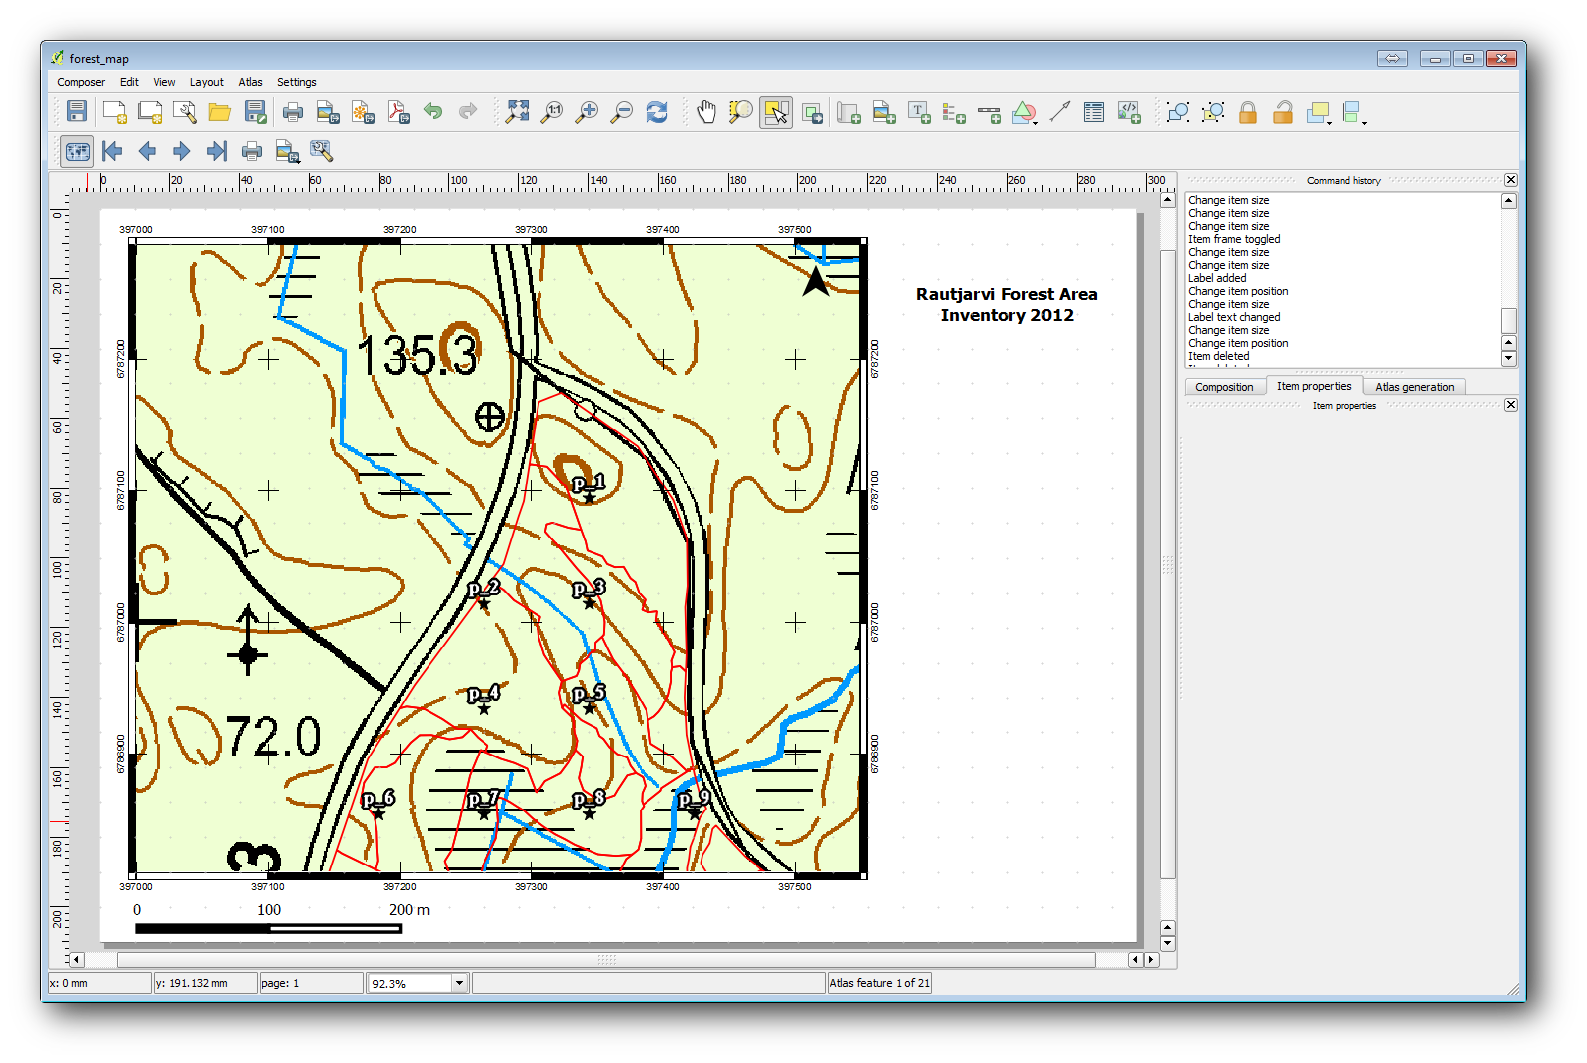 forest_map
Composer Edit View Layout Atlas Settings
1:1
T
0 20 40 60 80 100 120 140 160 180 200 220 240 260 280 300
0
20
40
60
80
100
120
140
160
180
200
397000 397100 397200 397300 397400 397500
6787200
6787100
6787000
6786900
135.3
72.0
3
p_1
p_2 p_3
p_4 p_5
p_6 p_7 p_8 p_9
6787200
6787100
6787000
6786900
397000 397100 397200 397300 397400 397500
0 100 200 m
Rautjarvi Forest Area
Inventory 2012
Command history
Change item size
Change item size
Change item size
Item frame toggled
Change item size
Change item size
Label added
Change item position
Change item size
Label text changed
Change item size
Change item position
Item deleted
Composition Item properties Atlas generation
Item properties
x: 0 mm y: 191.132 mm page: 1 92.3% Atlas feature 1 of 21